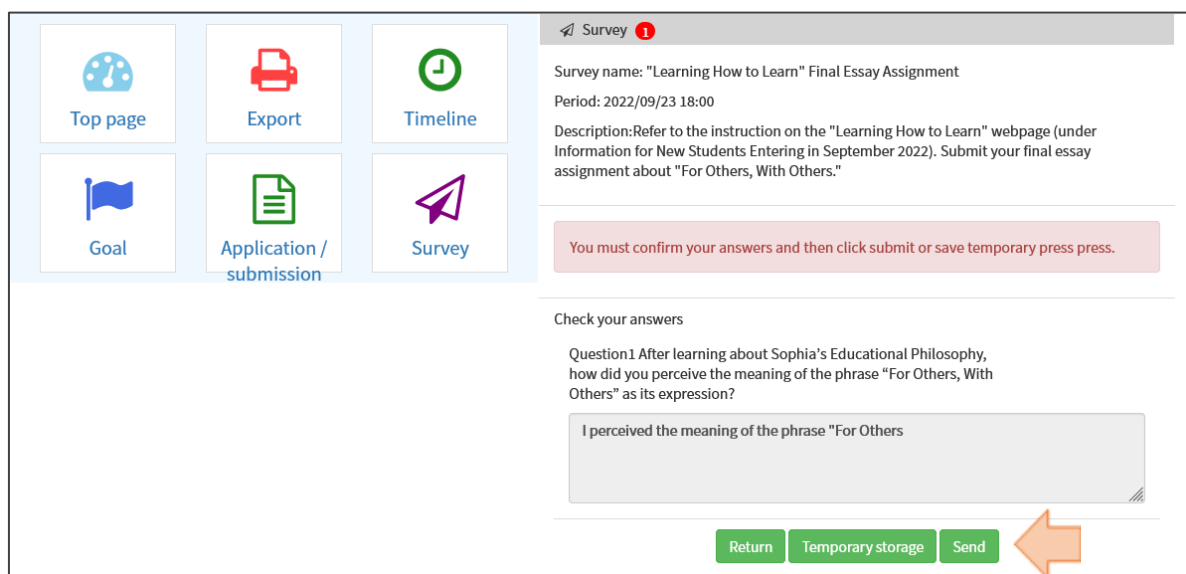 Top page
Export
Timeline
Goal
Application /
submission
Survey
Survey 1
Survey name: "Learning How to Learn" Final Essay Assignment
Period: 2022/09/23 18:00
Description:Refer to the instruction on the "Learning How to Learn" webpage (under
Information for New Students Entering in September 2022). Submit your final essay
assignment about "For Others, With Others."
You must confirm your answers and then click submit or save temporary press press.
Check your answers
Question1 After learning about Sophia’s Educational Philosophy,
how did you perceive the meaning of the phrase “For Others, With
Others” as its expression?
I perceived the meaning of the phrase "For Others
Return
Temporary storage
Send